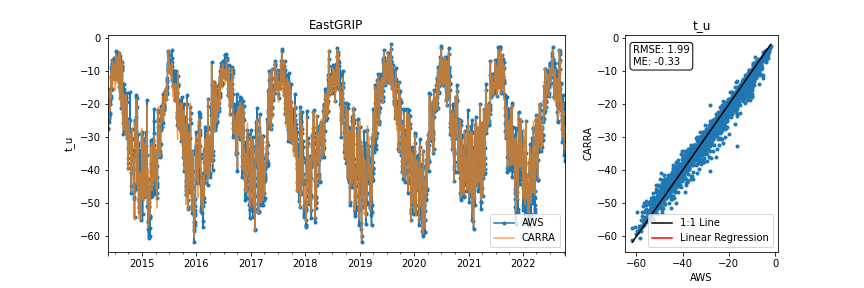 EastGRIP
t_u
0
−10
−20
−30
−40
−50
−60
t_u
2015
2016
2017
2018
2019
2020
2021
2022
AWS
CARRA
t_u
RMSE: 1.99
ME: -0.33
0
−10
−20
−30
−40
−50
−60
CARRA
1:1 Line
Linear Regression
−60
−40
−20
0
AWS